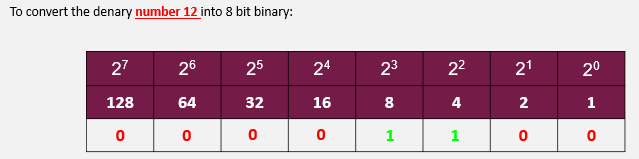 To convert the denary number 12 into 8 bit binary:
2⁷ 2⁶ 2⁵ 2⁴ 2³ 2² 2¹ 2⁰
128 64 32 16 8 4 2 1
0 0 0 0 1 1 0 0